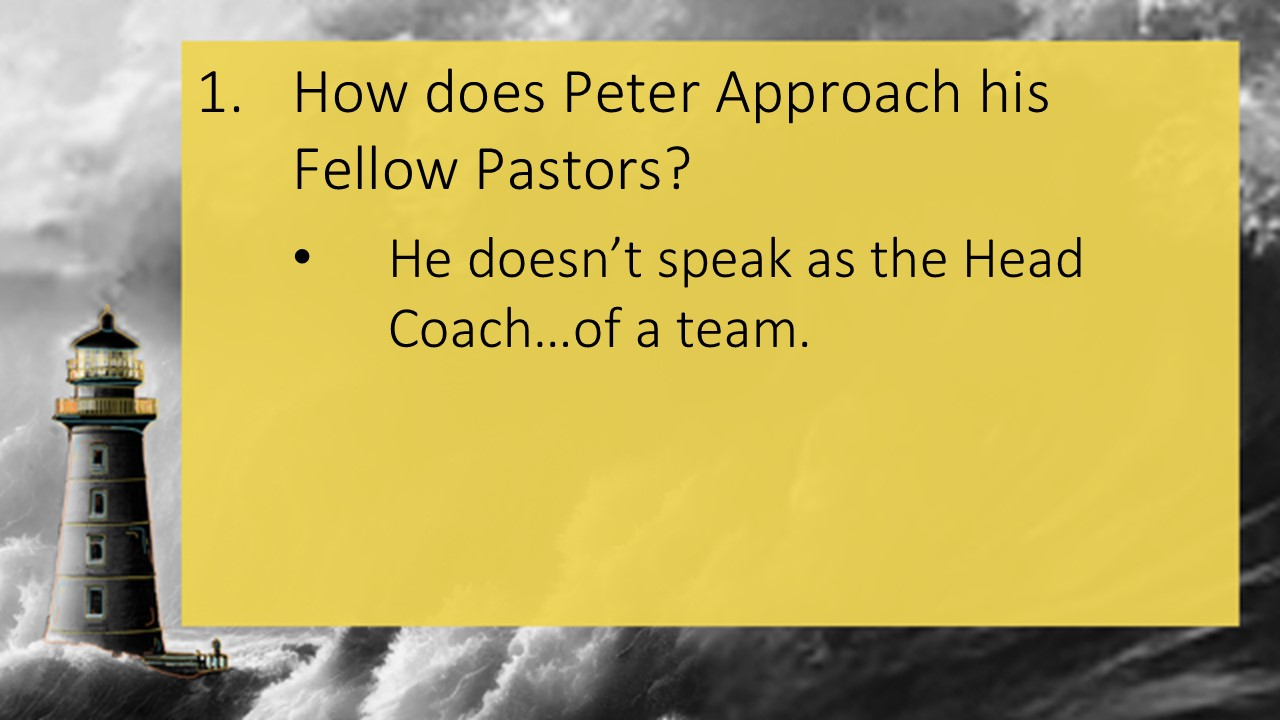 1. How does Peter Approach his
Fellow Pastors?
• He doesn’t speak as the Head
Coach…of a team.